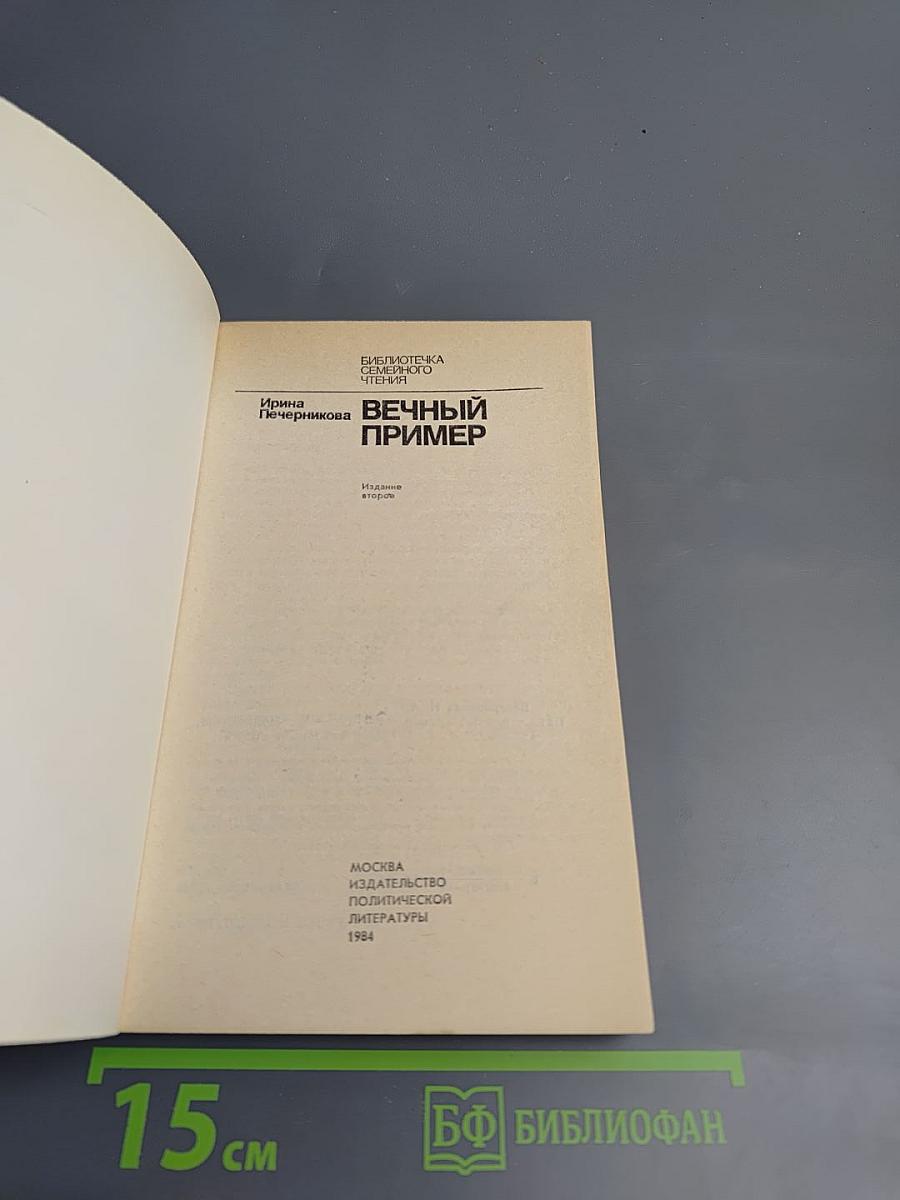 БИБЛИОТЕЧКА
СЕМЕЙНОГО
ЧТЕНИЯ
Ирина
Печерникова
ВЕЧНЫЙ
ПРИМЕР
Издание
второе
МОСКВА
ИЗДАТЕЛЬСТВО
ПОЛИТИЧЕСКОЙ
ЛИТЕРАТУРЫ
1984
15 см
БФ БИБЛИОФАН